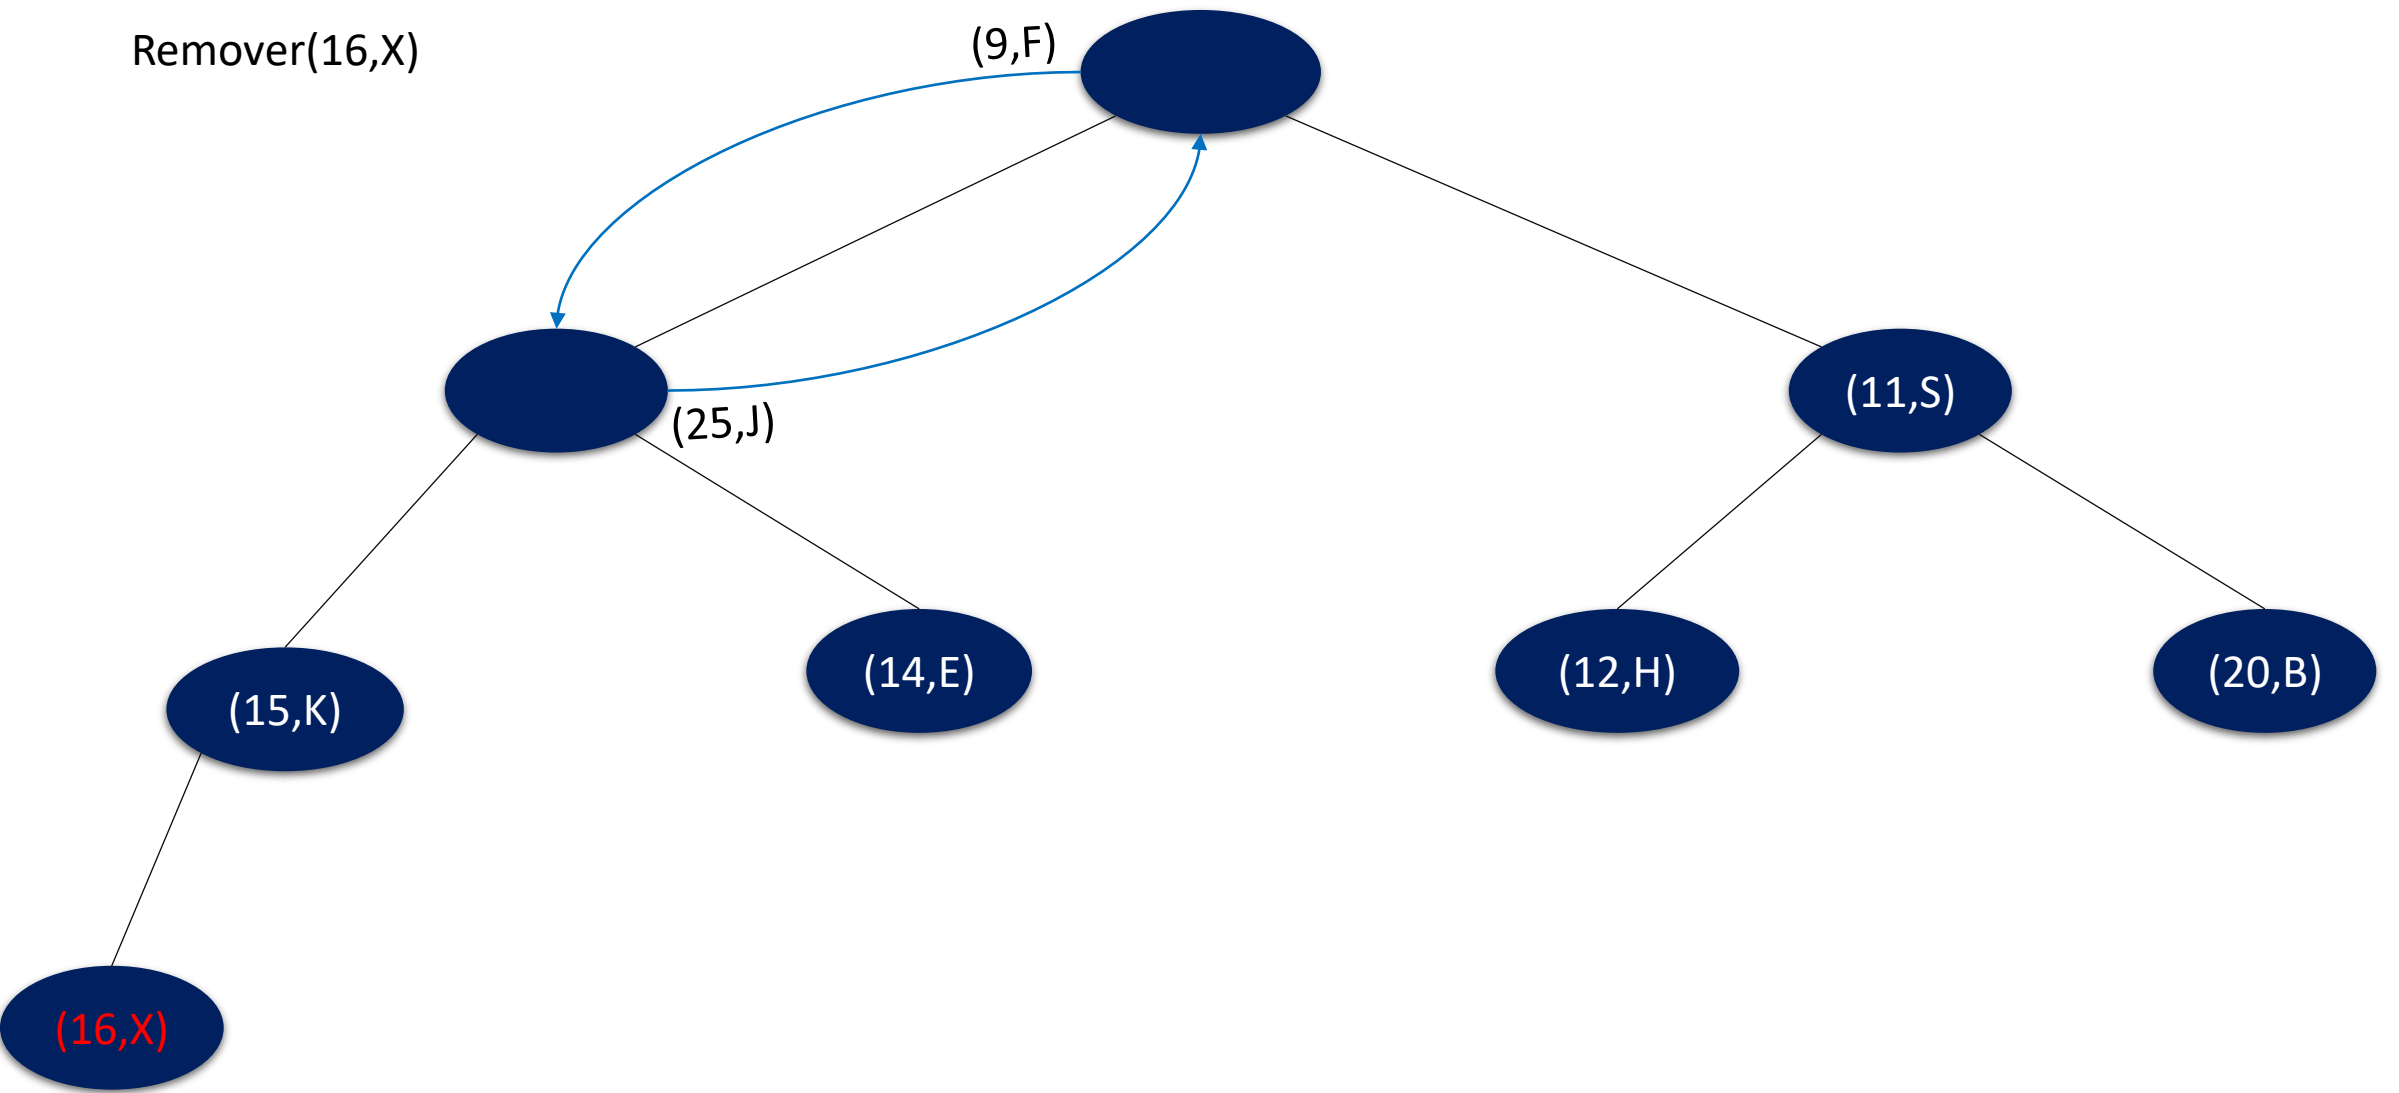 Remover(16,X)
(9,F)
(25,J)
(11,S)
(15,K)
(14,E)
(12,H)
(20,B)
(16,X)